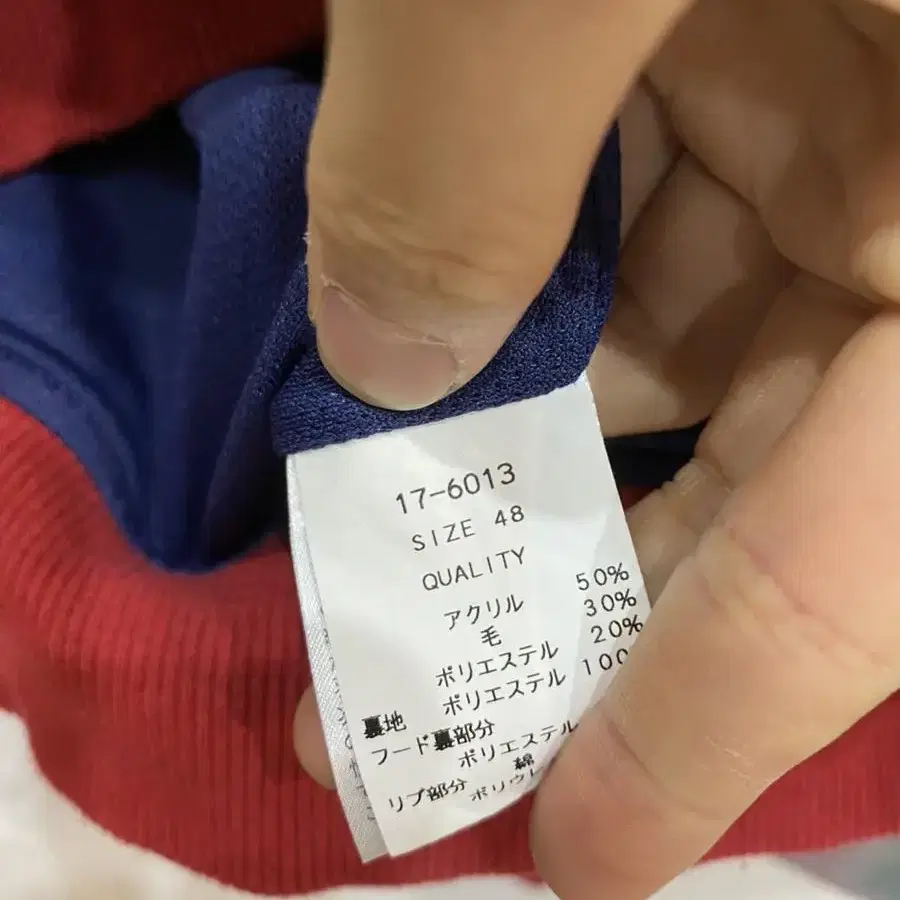 17-6013
SIZE 48
QUALITY
アクリル 50%
毛 30%
ポリエステル 20%
裏地 ポリエステル 100
フード裏部分
ポリエステル
リブ部分 綿